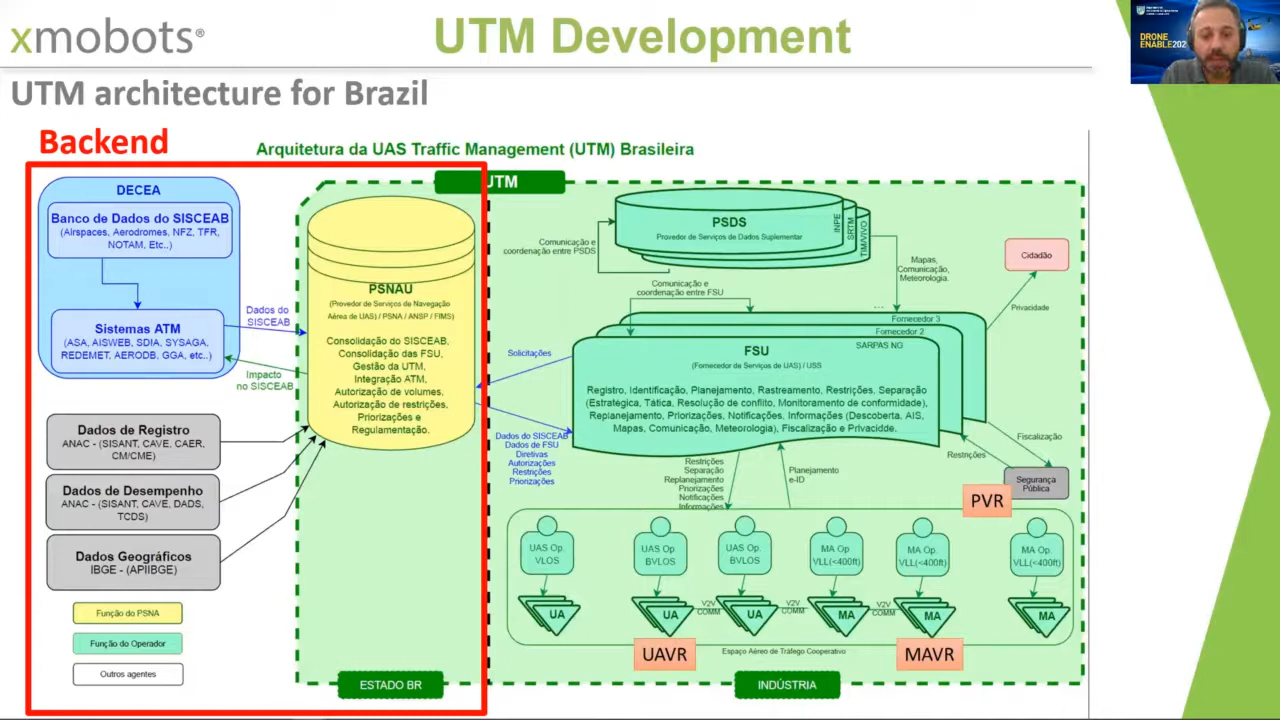 xmobots®
UTM Development
DRONE
ENABLE202
UTM architecture for Brazil
Backend
Arquitetura da UAS Traffic Management (UTM) Brasileira
UTM
DECEA
Banco de Dados do SISCEAB
(Airspaces, Aerodromes, NFZ, TFR,
NOTAM, Etc..)
Sistemas ATM
(ASA, AISWEB, SDIA, SYSAGA,
REDEMET, AERODB, GGA, etc..)
Dados do
SISCEAB
Impacto
no SISCEAB
Dados de Registro
ANAC - (SISANT, CAVE, CAER,
CM/CME)
Dados de Desempenho
ANAC - (SISANT, CAVE, DADS,
TCDS)
Dados Geográficos
IBGE - (APIIBGE)
Função do PSNA
Função do Operador
Outros agentes
PSNAU
(Provedor de Serviços de Navegação
Aérea de UAS) / PSNA / ANSP / FIMS)
Consolidação do SISCEAB,
Consolidação das FSU,
Gestão da UTM,
Integração ATM,
Autorização de volumes,
Autorização de restrições,
Priorizações e
Regulamentação.
ESTADO BR
PSDS
Provedor de Serviços de Dados Suplementar
INPE
SRTM
TIM/VIVO
Comunicação e
coordenação entre PSDS
Comunicação e
coordenação entre FSU
Mapas,
Comunicação,
Meteorologia.
...
Cidadão
Privacidade
Fornecedor 3
Fornecedor 2
SARPAS NG
FSU
(Fornecedor de Serviços de UAS) / USS
Registro, Identificação, Planejamento, Rastreamento, Restrições, Separação
(Estratégica, Tática, Resolução de conflito, Monitoramento de conformidade),
Replanejamento, Priorizações, Notificações, Informações (Descoberta, AIS,
Mapas, Comunicação, Meteorologia), Fiscalização e Privacidde.
Solicitações
Dados do SISCEAB
Dados de FSU
Diretivas
Autorizações
Restrições
Priorizações
Fiscalização
Restrições
Segurança
Pública
PVR
Restrições
Separação
Replanejamento
Priorizações
Notificações
Informações
Planejamento
e-ID
UAS Op.
VLOS
UAS Op.
BVLOS
UAS Op.
BVLOS
MA Op.
VLL(<400ft)
MA Op.
VLL(<400ft)
MA Op.
VLL(<400ft)
UA
UA
V2V
COMM
UA
V2V
COMM
MA
V2V
COMM
MA
MA
UAVR
Espaço Aéreo de Tráfego Cooperativo
MAVR
INDÚSTRIA